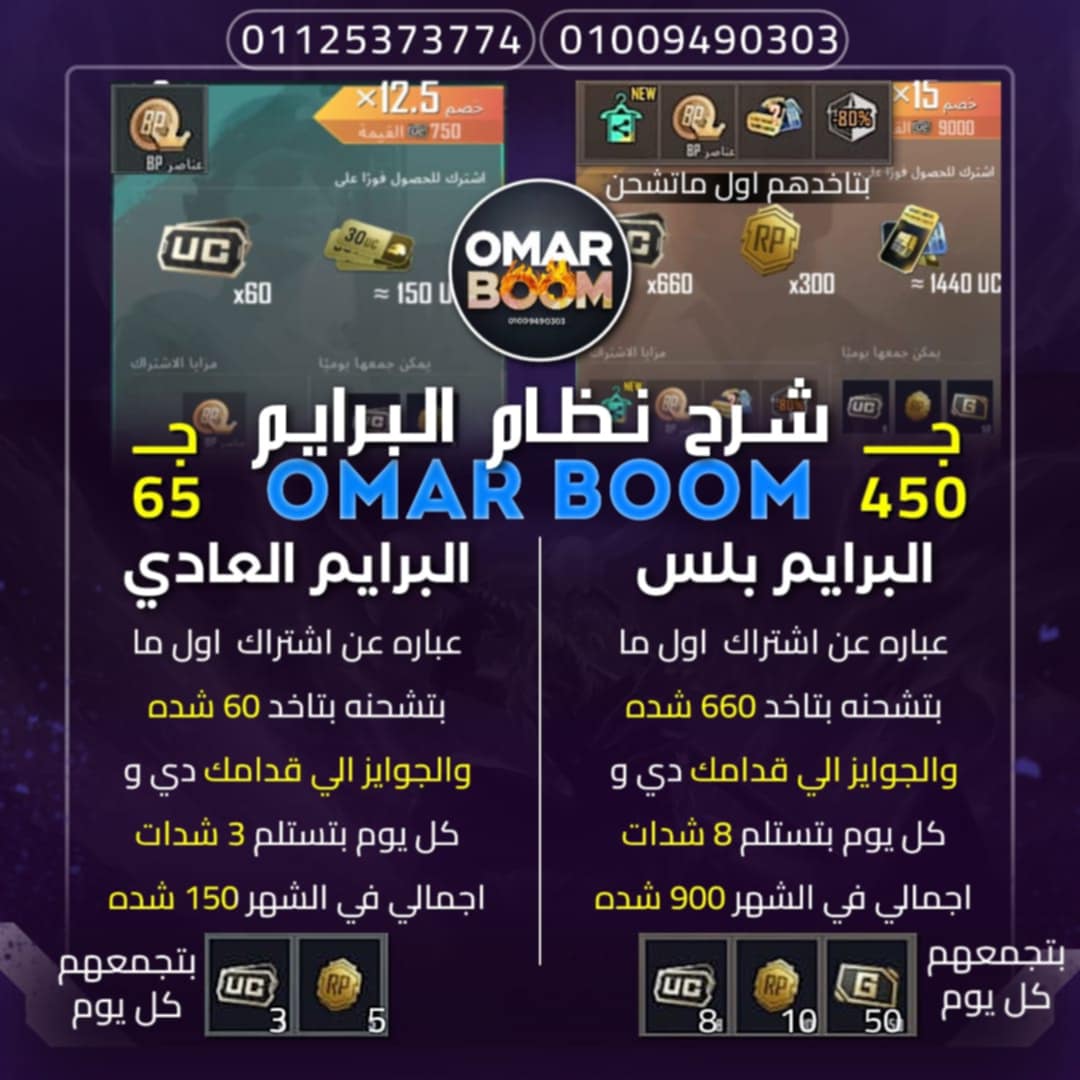 01125373774
01009490303
خصم ×12.5
750 UC القيمة
عناصر BP
اشترك للحصول فورًا على
UC
x60
30 UC
≈ 150 U
مزايا الاشتراك
يمكن جمعها يوميًا
NEW
BP
عناصر BP
-80%
خصم ×15
9000 UC
اشترك للحصول فورًا
بتاخدهم اول ماتشحن
x660
RP
x300
≈ 1440 UC
مزايا الاشتراك
يمكن جمعها يوميًا
OMAR
BOOM
01009490303
شرح نظام البرايم
OMAR BOOM
جـ
450
جـ
65
البرايم بلس
عباره عن اشتراك اول ما
بتشحنه بتاخد 660 شده
والجوايز الي قدامك دي و
كل يوم بتستلم 8 شدات
اجمالي في الشهر 900 شده
بتجمعهم
كل يوم
UC 8
RP 10
G 50
البرايم العادي
عباره عن اشتراك اول ما
بتشحنه بتاخد 60 شده
والجوايز الي قدامك دي و
كل يوم بتستلم 3 شدات
اجمالي في الشهر 150 شده
بتجمعهم
كل يوم
UC 3
RP 5